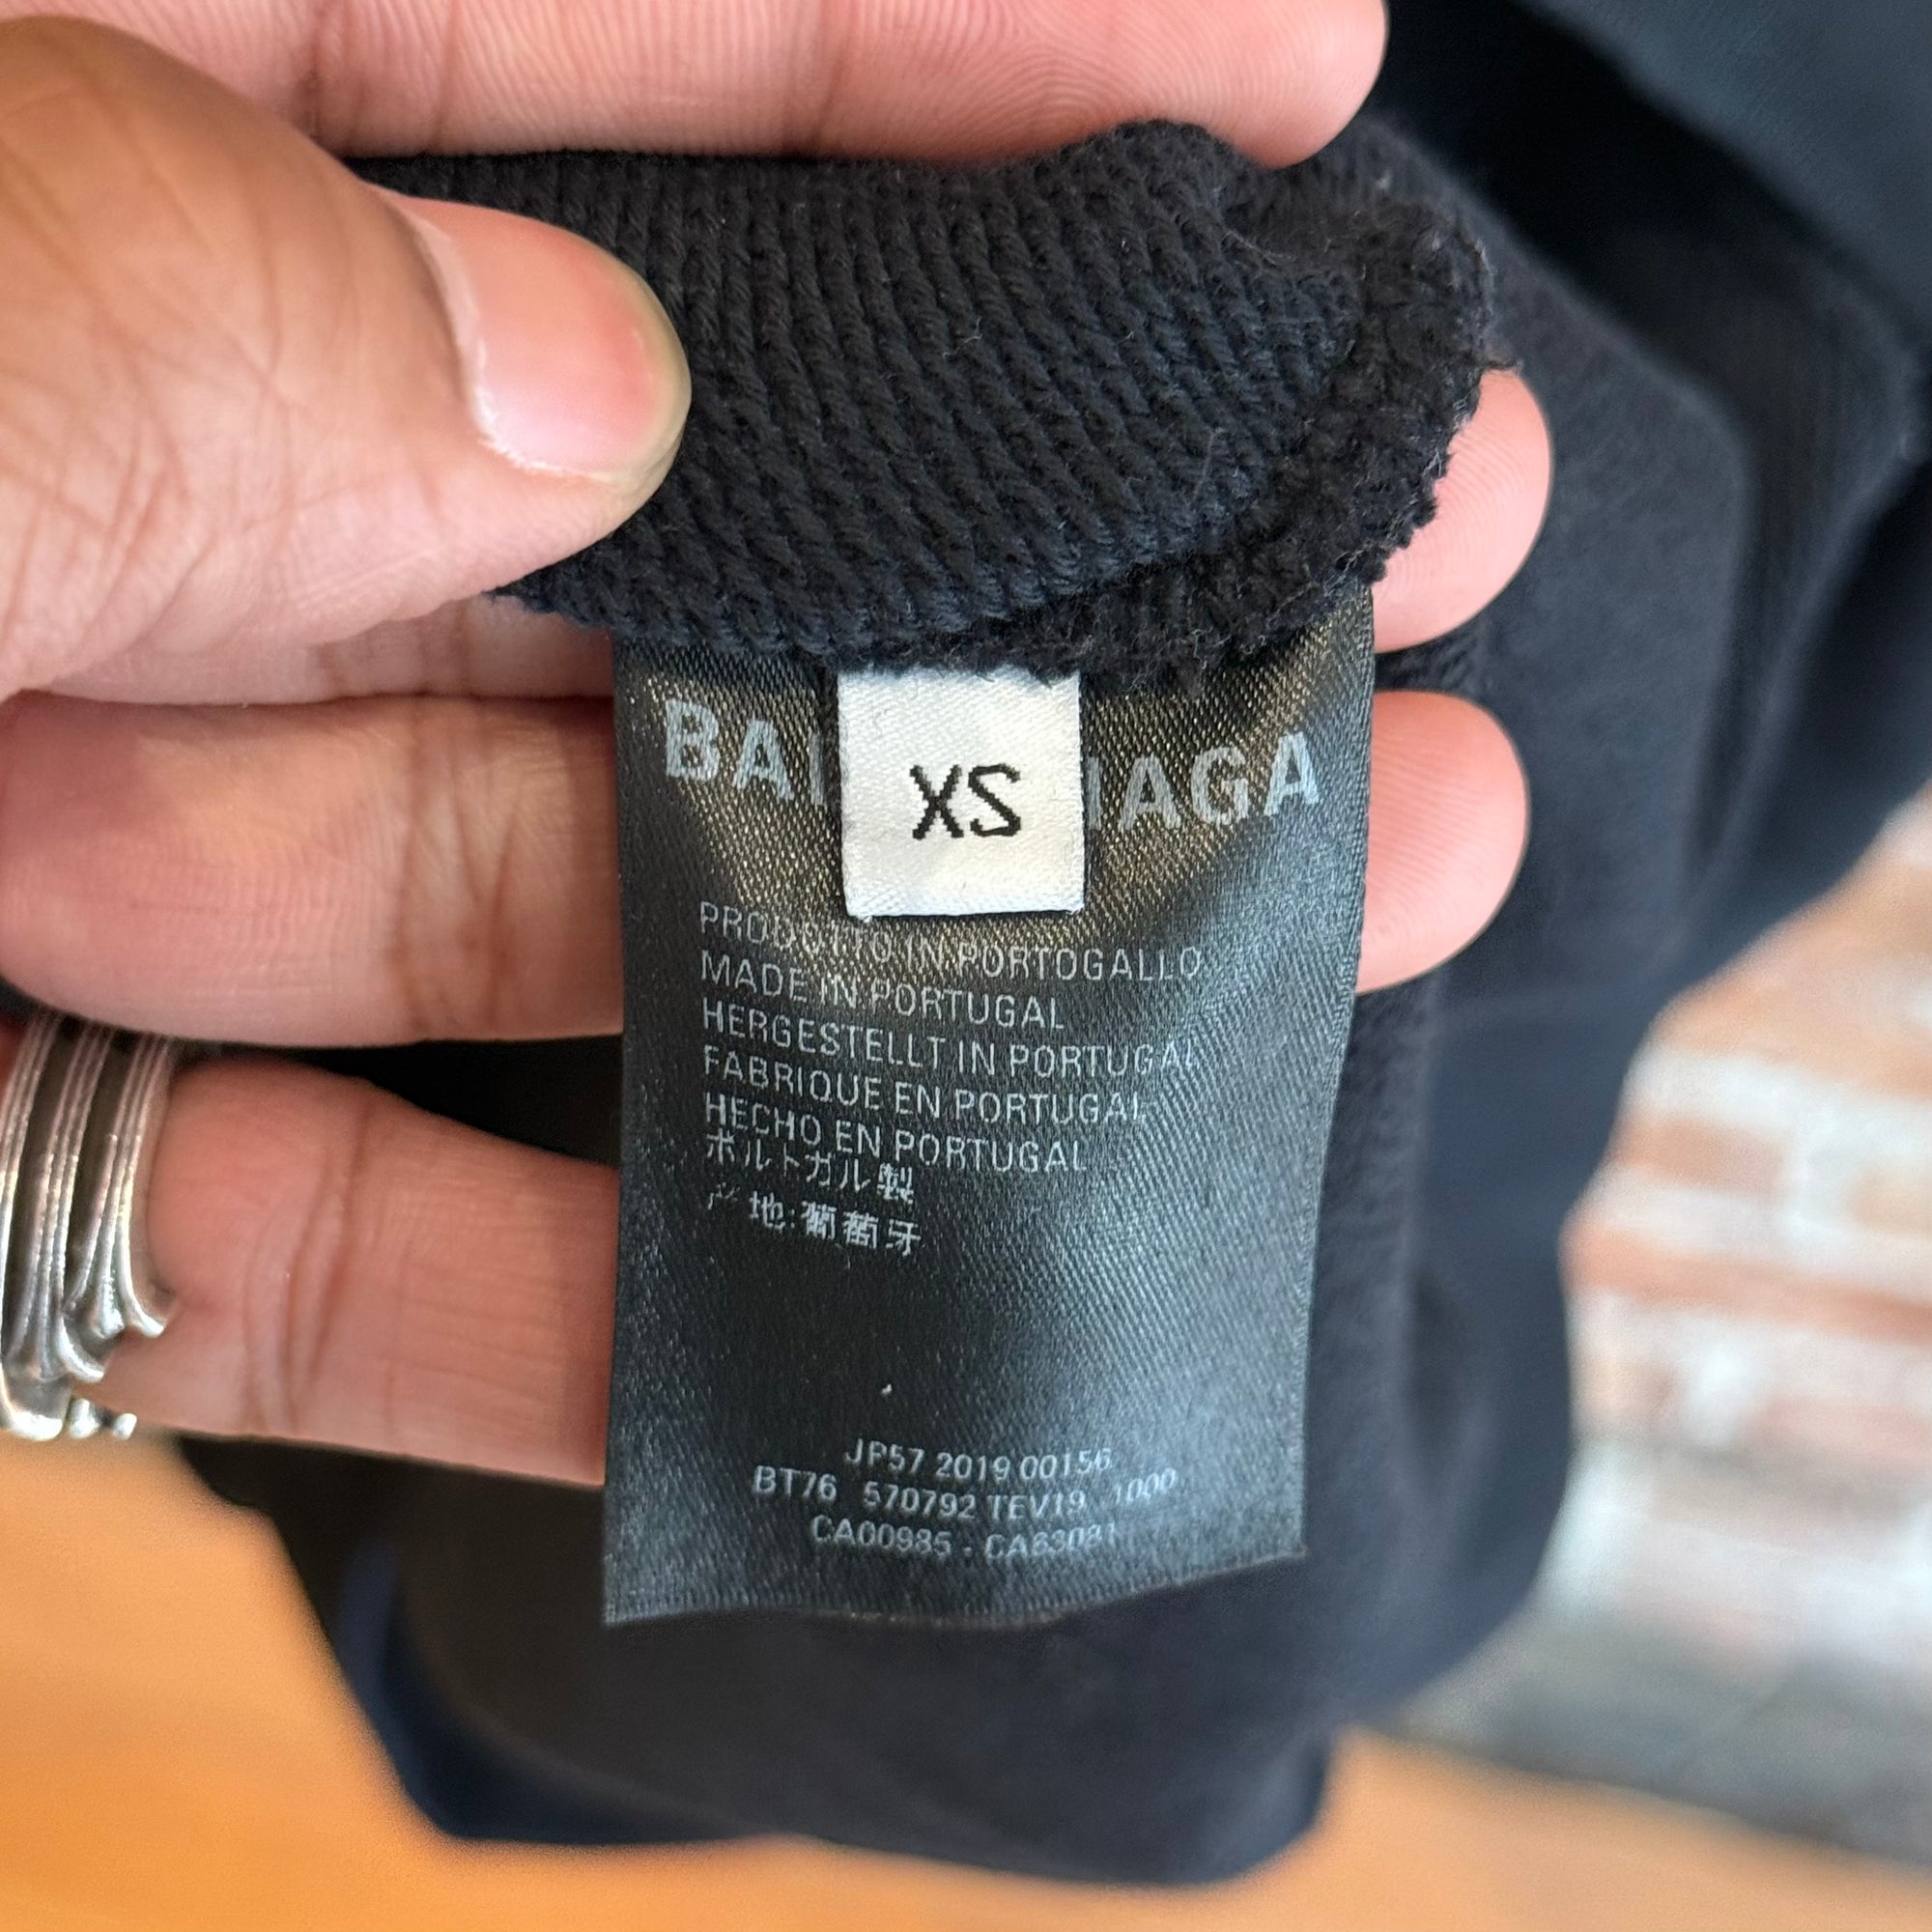 BAL
XS
IAGA
PRODOTTO IN PORTOGALLO
MADE IN PORTUGAL
HERGESTELLT IN PORTUGAL
FABRIQUE EN PORTUGAL
HECHO EN PORTUGAL
ポルトガル製
产地:葡萄牙
JP57 2019 00156
BT76 570792 TEV19 1000
CA00985 - CA63081